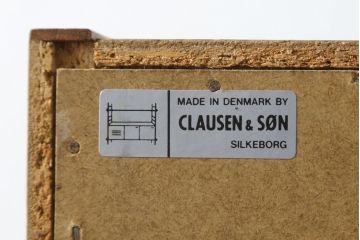 MADE IN DENMARK BY
CLAUSEN & SØN
SILKEBORG